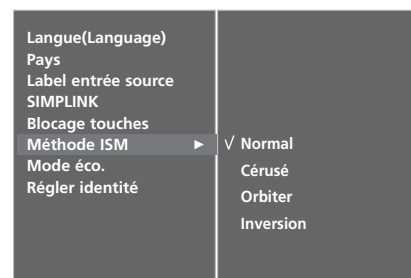 Langue(Language)
Pays
Label entrée source
SIMPLINK
Blocage touches
Méthode ISM ►
Mode éco.
Régler identité
√ Normal
Cérusé
Orbiter
Inversion